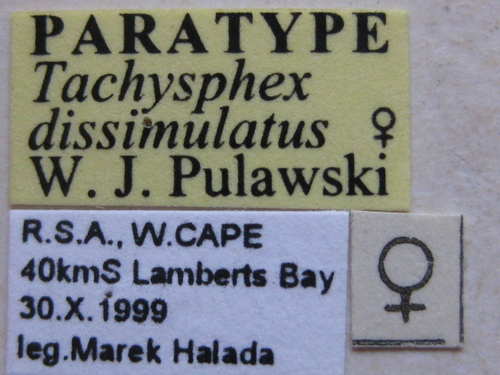 PARATYPE
Tachysphex
dissimulatus ♀
W. J. Pulawski
R.S.A., W.CAPE
40kmS Lamberts Bay
30.X.1999
leg.Marek Halada
♀